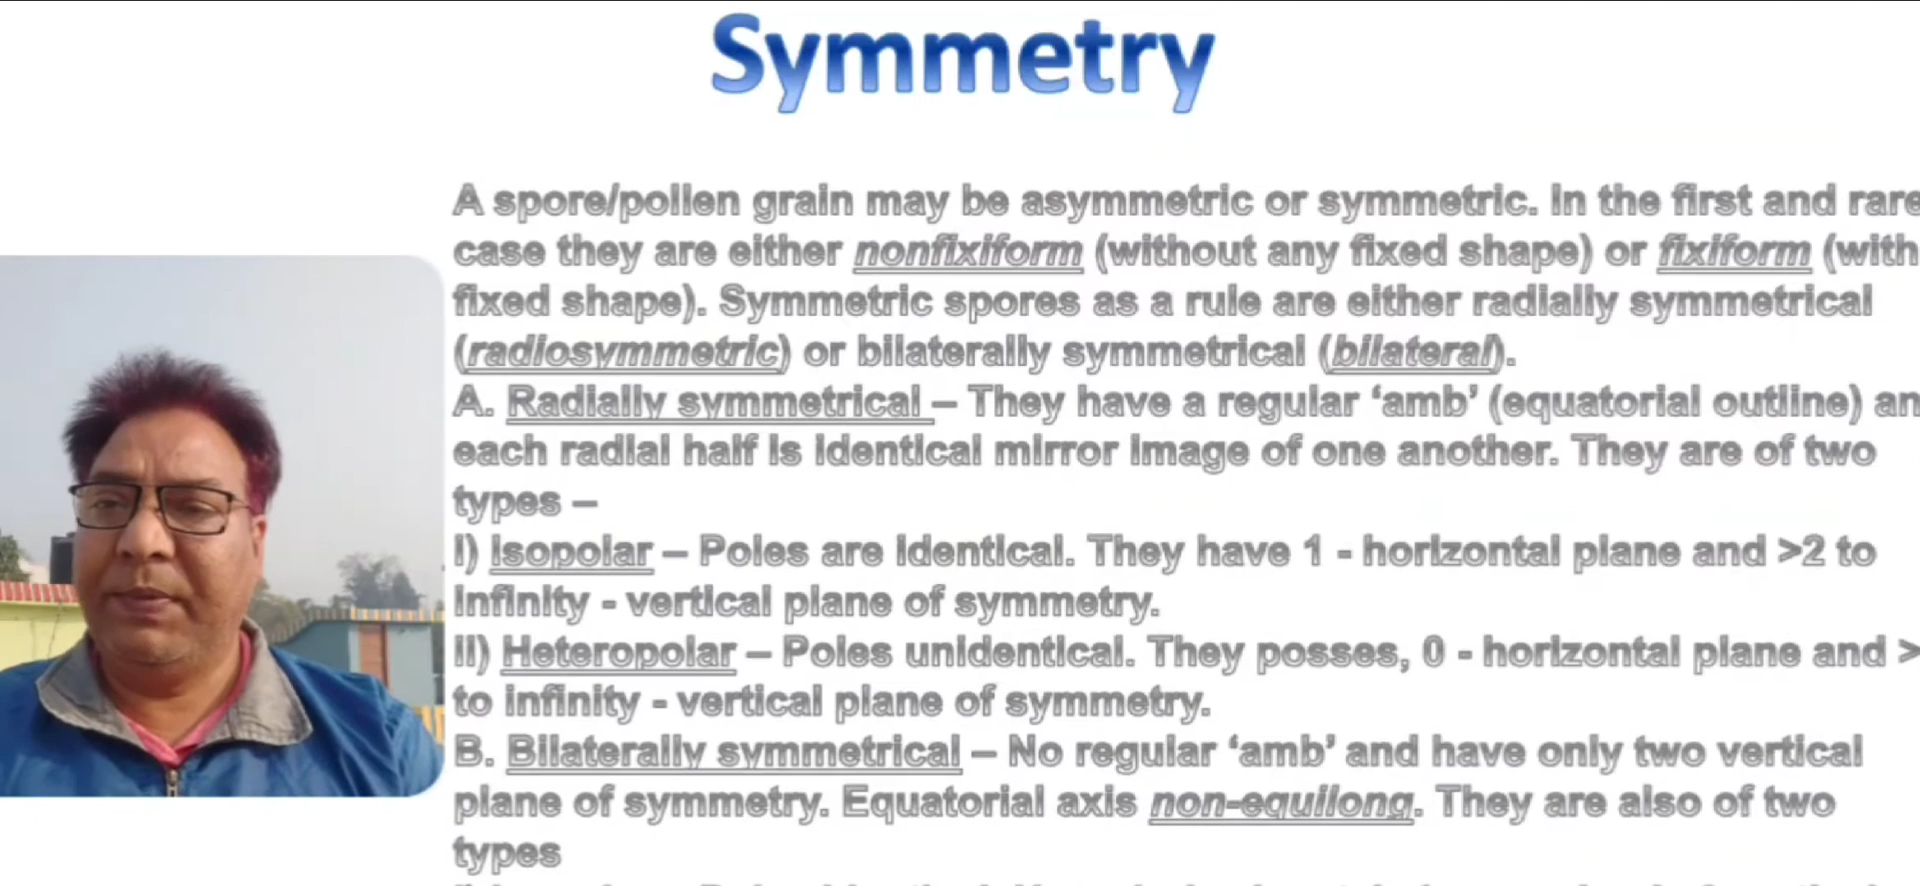 Symmetry
A spore/pollen grain may be asymmetric or symmetric. In the first and rare
case they are either nonfixiform (without any fixed shape) or fixiform (with
fixed shape). Symmetric spores as a rule are either radially symmetrical
(radiosymmetric) or bilaterally symmetrical (bilateral).
A. Radially symmetrical – They have a regular ‘amb’ (equatorial outline) an
each radial half is identical mirror image of one another. They are of two
types –
I) Isopolar – Poles are identical. They have 1 - horizontal plane and >2 to
infinity - vertical plane of symmetry.
II) Heteropolar – Poles unidentical. They posses, 0 - horizontal plane and >
to infinity - vertical plane of symmetry.
B. Bilaterally symmetrical – No regular ‘amb’ and have only two vertical
plane of symmetry. Equatorial axis non-equilong. They are also of two
types